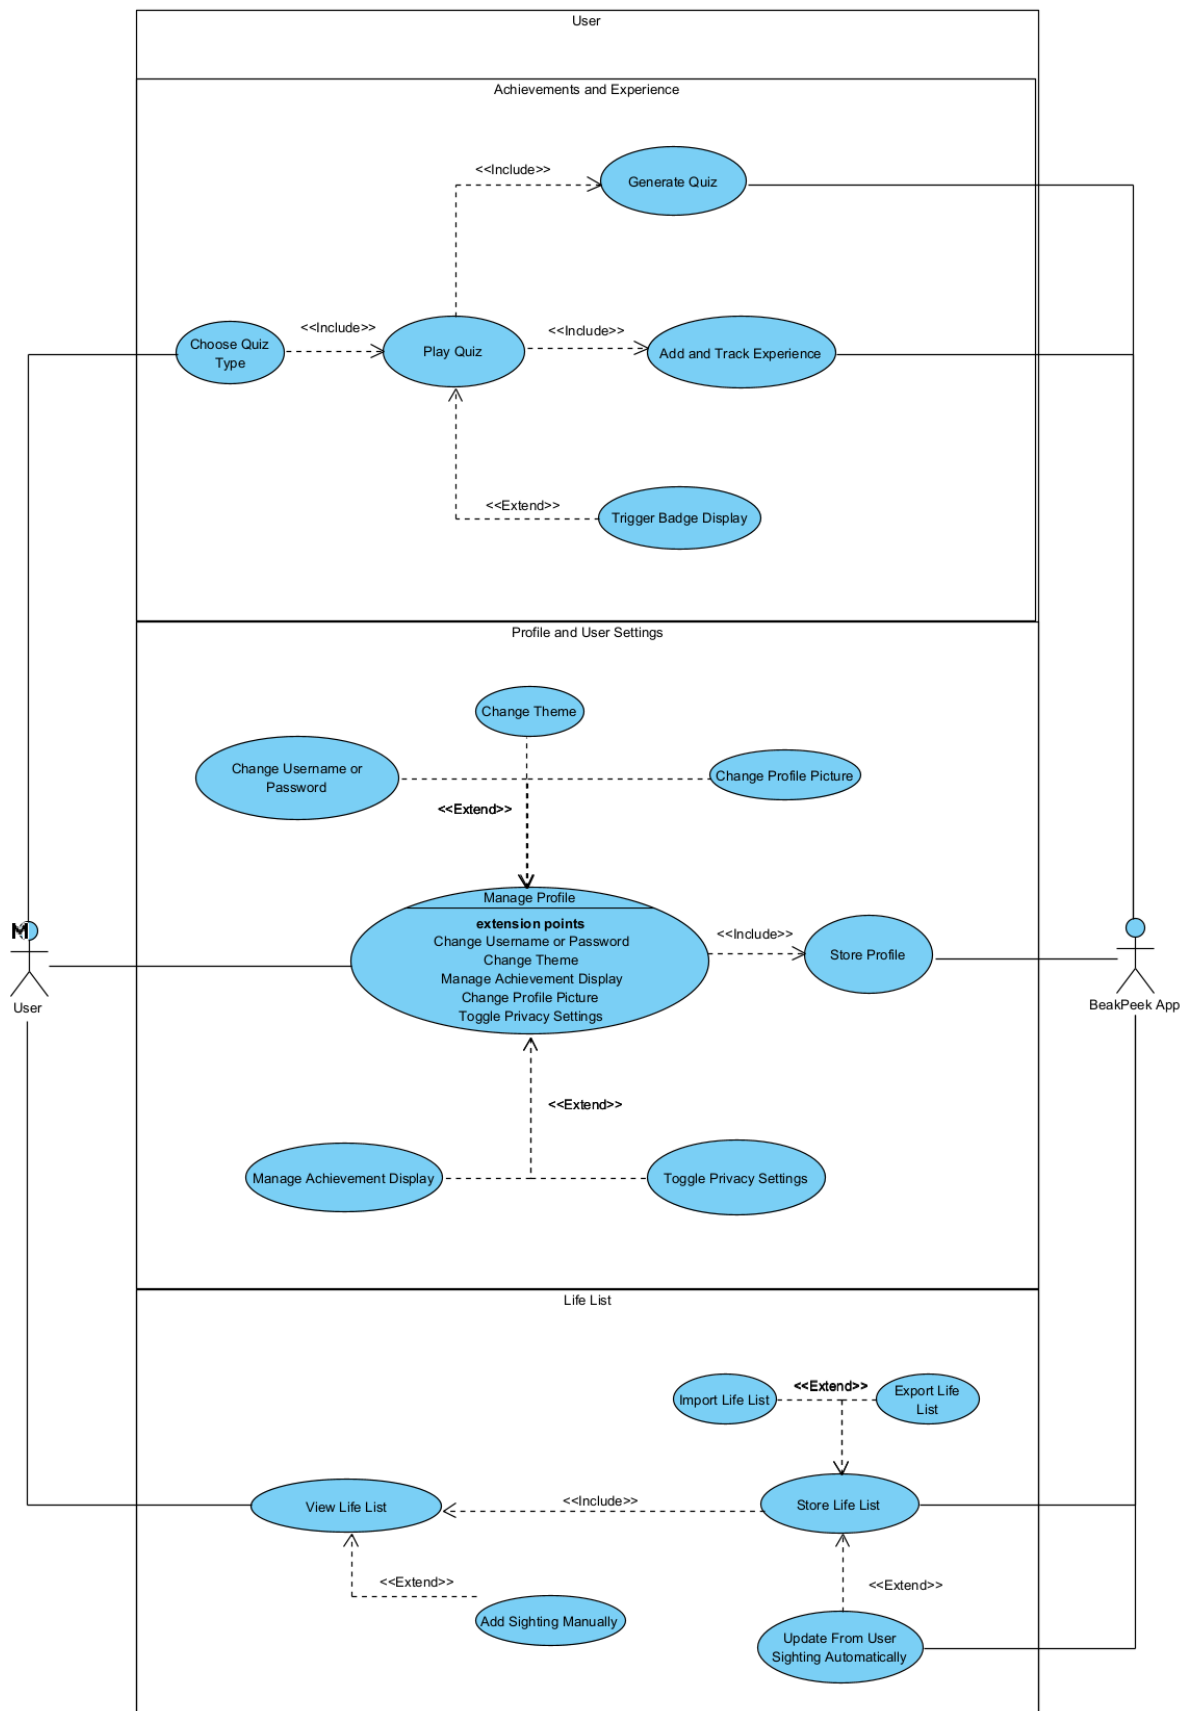 User
Achievements and Experience
<<Include>>
Generate Quiz
<<Include>>
<<Include>>
Choose Quiz
Type
Play Quiz
Add and Track Experience
<<Extend>>
Trigger Badge Display
Profile and User Settings
Change Theme
Change Username or
Password
Change Profile Picture
<<Extend>>
Manage Profile
extension points
Change Username or Password
Change Theme
Manage Achievement Display
Change Profile Picture
Toggle Privacy Settings
<<Include>>
Store Profile
M
User
BeakPeek App
<<Extend>>
Manage Achievement Display
Toggle Privacy Settings
Life List
Import Life List
<<Extend>>
Export Life
List
View Life List
<<Include>>
Store Life List
<<Extend>>
<<Extend>>
Add Sighting Manually
Update From User
Sighting Automatically